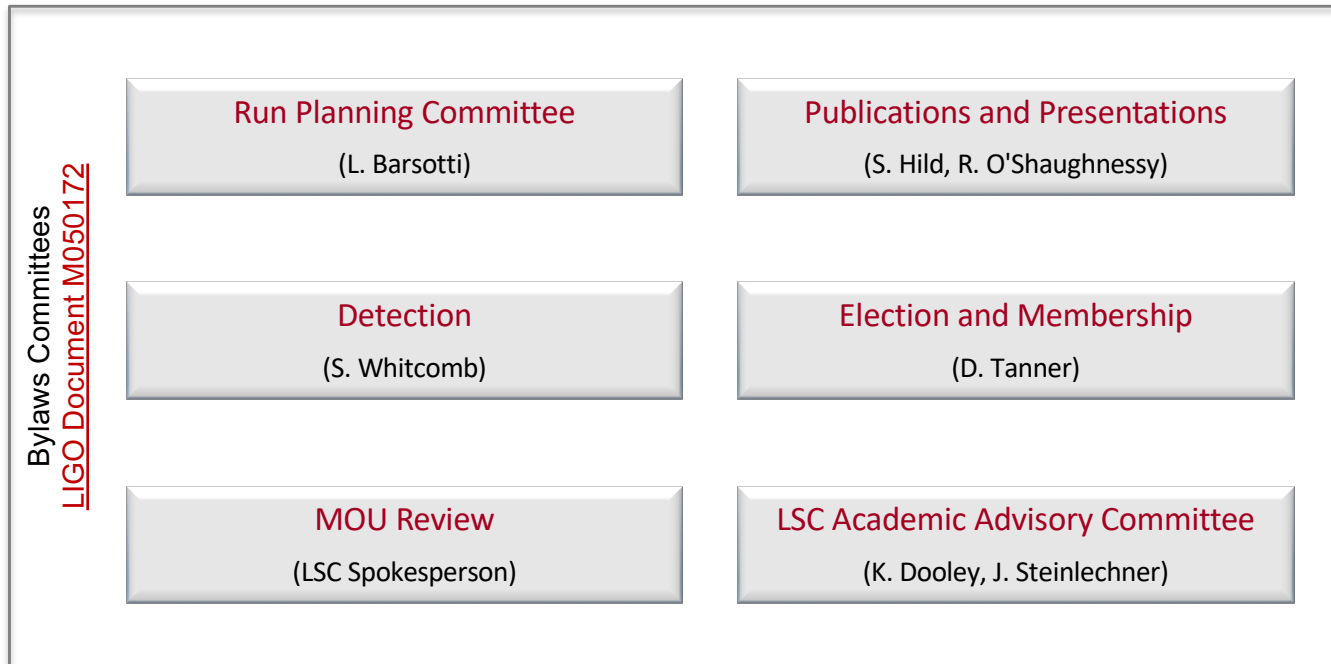 Bylaws Committees
LIGO Document M050172
Run Planning Committee
(L. Barsotti)
Publications and Presentations
(S. Hild, R. O'Shaughnessy)
Detection
(S. Whitcomb)
Election and Membership
(D. Tanner)
MOU Review
(LSC Spokesperson)
LSC Academic Advisory Committee
(K. Dooley, J. Steinlechner)